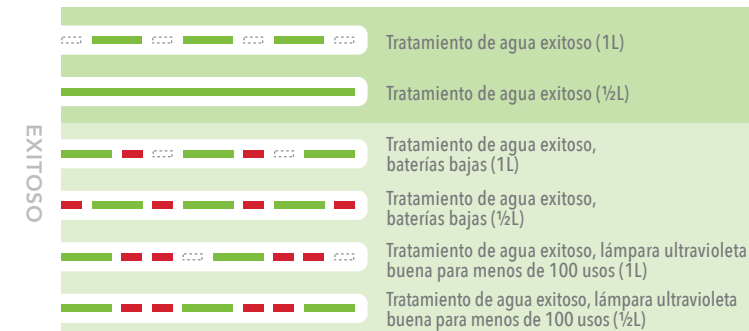 EXITOSO
Tratamiento de agua exitoso (1L)
Tratamiento de agua exitoso (½L)
Tratamiento de agua exitoso,
baterías bajas (1L)
Tratamiento de agua exitoso,
baterías bajas (½L)
Tratamiento de agua exitoso, lámpara ultravioleta
buena para menos de 100 usos (1L)
Tratamiento de agua exitoso, lámpara ultravioleta
buena para menos de 100 usos (½L)